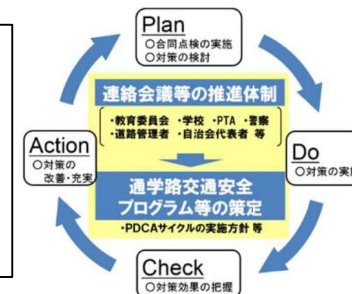 Plan
○合同点検の実施
○対策の検討
連絡会議等の推進体制
・教育委員会 ・学校 ・PTA ・警察
・道路管理者 ・自治会代表者 等
Action
○対策の
改善・充実
Do
○対策の実施
通学路交通安全
プログラム等の策定
・PDCAサイクルの実施方針 等
Check
○対策効果の把握